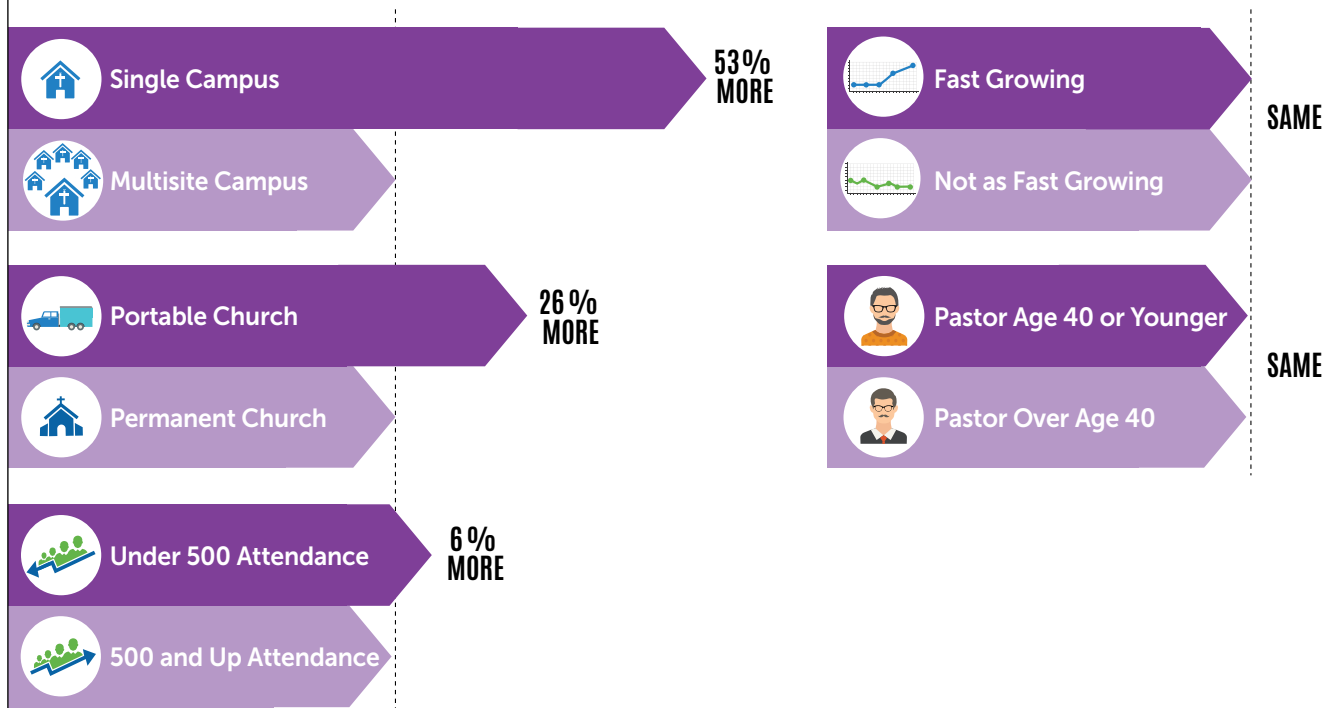 Single Campus
53%
MORE
Multisite Campus
Portable Church
26%
MORE
Permanent Church
Under 500 Attendance
6%
MORE
500 and Up Attendance
Fast Growing
SAME
Not as Fast Growing
Pastor Age 40 or Younger
SAME
Pastor Over Age 40